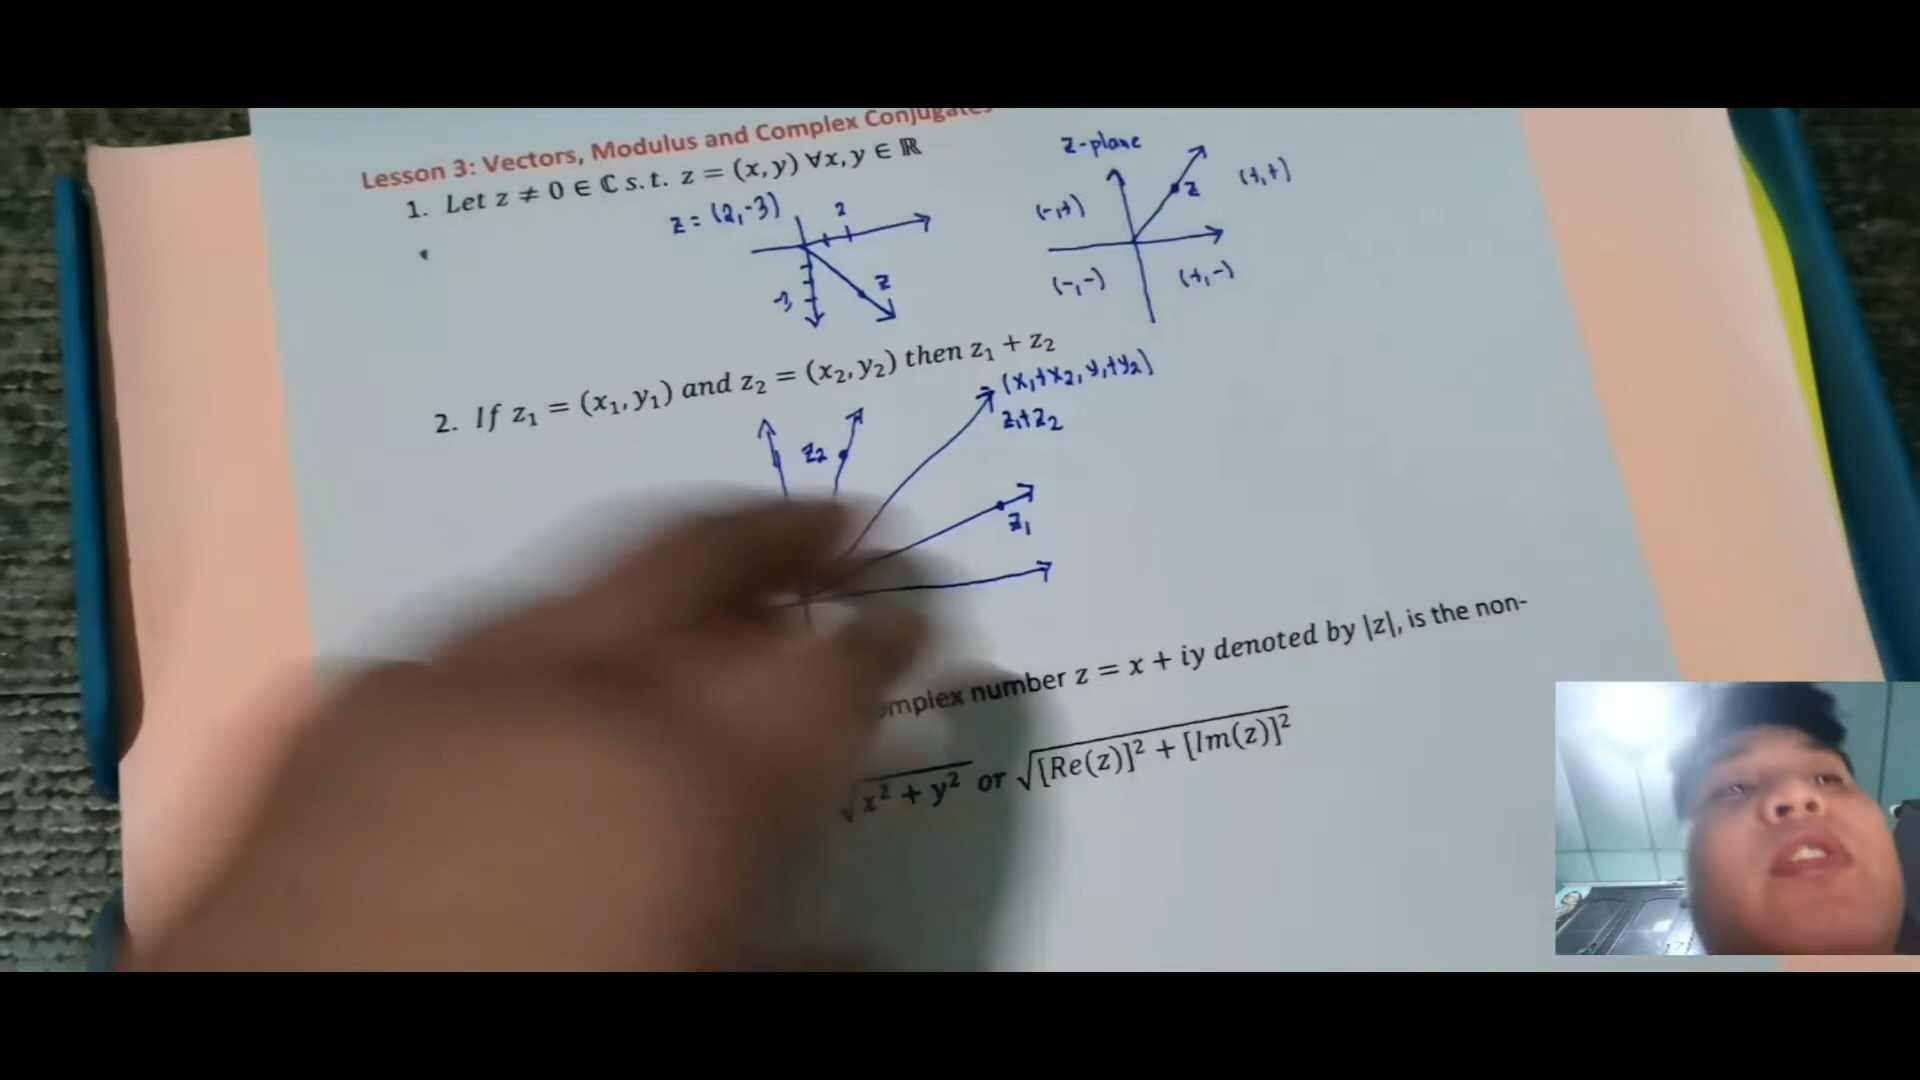 Lesson 3: Vectors, Modulus and Complex Conjugates
1. Let z ≠ 0 ∈ ℂ s.t. z = (x, y) ∀x, y ∈ ℝ
z = (2,-3)
2
-3
z
z-plane
(-,+)
z
(+,+)
(-,-)
(+,-)
2. If z₁ = (x₁, y₁) and z₂ = (x₂, y₂) then z₁ + z₂
(x₁+x₂, y₁+y₂)
z₁+z₂
z₂
z₁
number z = x + iy denoted by |z|, is the non-
√x² + y² or √[Re(z)]² + [Im(z)]²